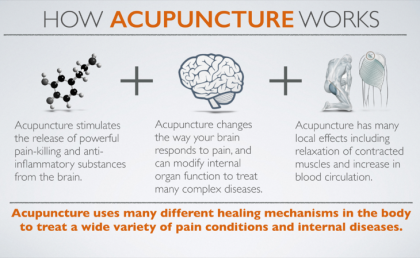 HOW ACUPUNCTURE WORKS
Acupuncture stimulates
the release of powerful
pain-killing and anti-
inflammatory substances
from the brain.
Acupuncture changes
the way your brain
responds to pain, and
can modify internal
organ function to treat
many complex diseases.
Acupuncture has many
local effects including
relaxation of contracted
muscles and increase in
blood circulation.
Acupuncture uses many different healing mechanisms in the body
to treat a wide variety of pain conditions and internal diseases.